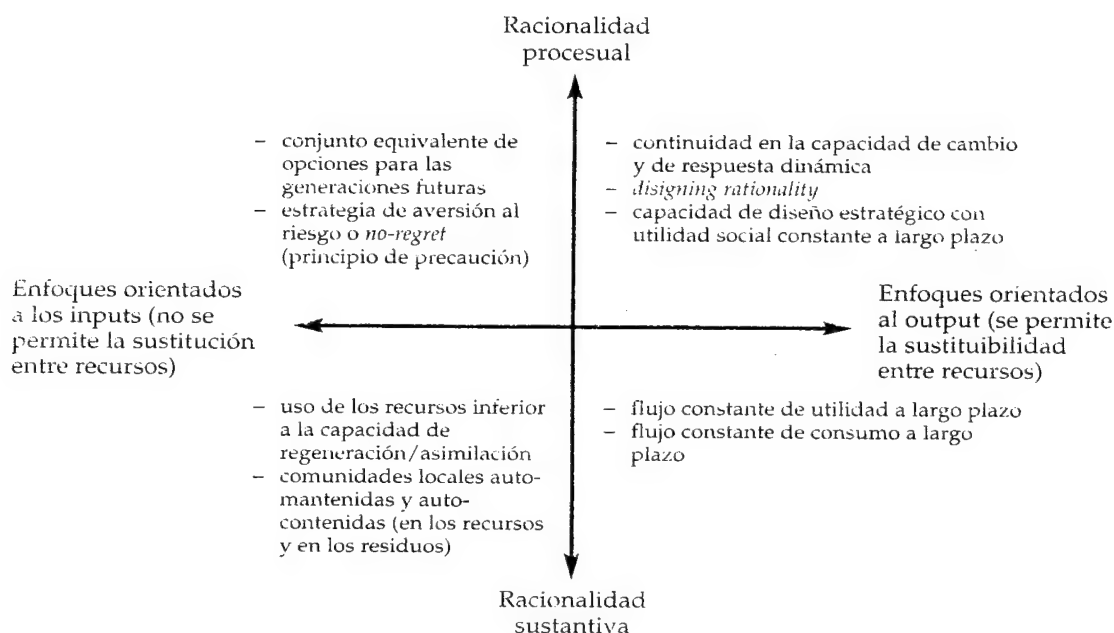 Racionalidad
procesual
– conjunto equivalente de
opciones para las
generaciones futuras
– estrategia de aversión al
riesgo o no-regret
(principio de precaución)
– continuidad en la capacidad de cambio
y de respuesta dinámica
– disigning rationality
– capacidad de diseño estratégico con
utilidad social constante a largo plazo
Enfoques orientados
a los inputs (no se
permite la sustitución
entre recursos)
Enfoques orientados
al output (se permite
la sustituibilidad
entre recursos)
– uso de los recursos inferior
a la capacidad de
regeneración/asimilación
– comunidades locales auto-
mantenidas y auto-
contenidas (en los recursos
y en los residuos)
– flujo constante de utilidad a largo plazo
– flujo constante de consumo a largo
plazo
Racionalidad
sustantiva